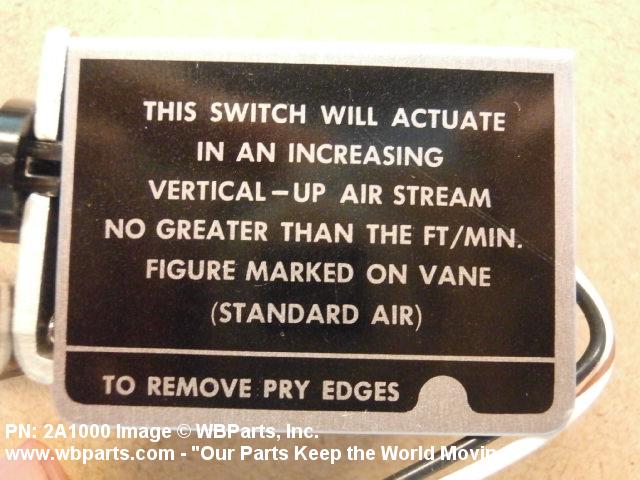 THIS SWITCH WILL ACTUATE
IN AN INCREASING
VERTICAL-UP AIR STREAM
NO GREATER THAN THE FT/MIN.
FIGURE MARKED ON VANE
(STANDARD AIR)
TO REMOVE PRY EDGES
PN: 2A1000 Image © WBParts, Inc.
www.wbparts.com - "Our Parts Keep the World Movin